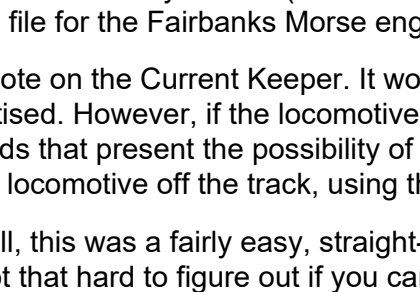 file for the Fairbanks Morse eng
ote on the Current Keeper. It wo
tised. However, if the locomotive
ds that present the possibility of
locomotive off the track, using th
ll, this was a fairly easy, straight-
t that hard to figure out if you ca